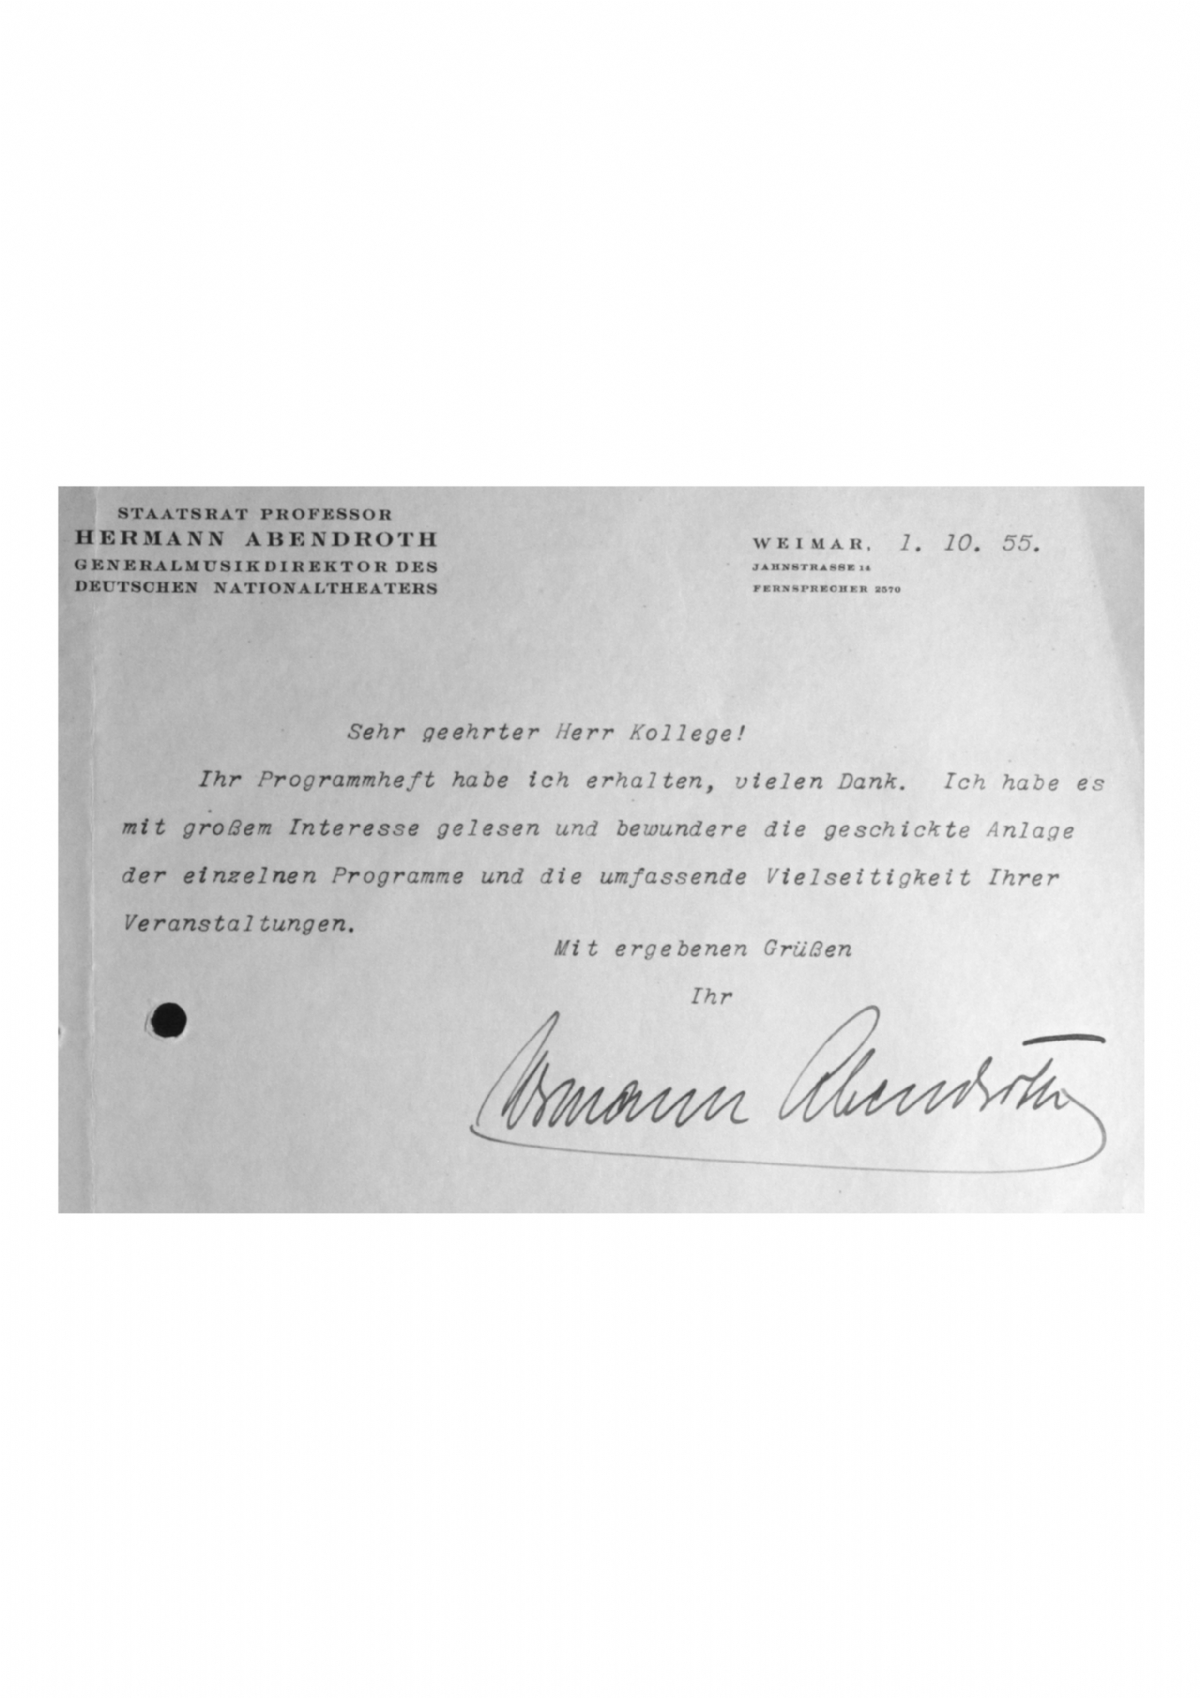 STAATSRAT PROFESSOR
HERMANN ABENDROTH
GENERALMUSIKDIREKTOR DES
DEUTSCHEN NATIONALTHEATERS
WEIMAR, 1. 10. 55.
JAHNSTRASSE 14
FERNSPRECHER 2570
Sehr geehrter Herr Kollege!
Ihr Programmheft habe ich erhalten, vielen Dank. Ich habe es
mit großem Interesse gelesen und bewundere die geschickte Anlage
der einzelnen Programme und die umfassende Vielseitigkeit Ihrer
Veranstaltungen.
Mit ergebenen Grüßen
Ihr
Hermann Abendroth